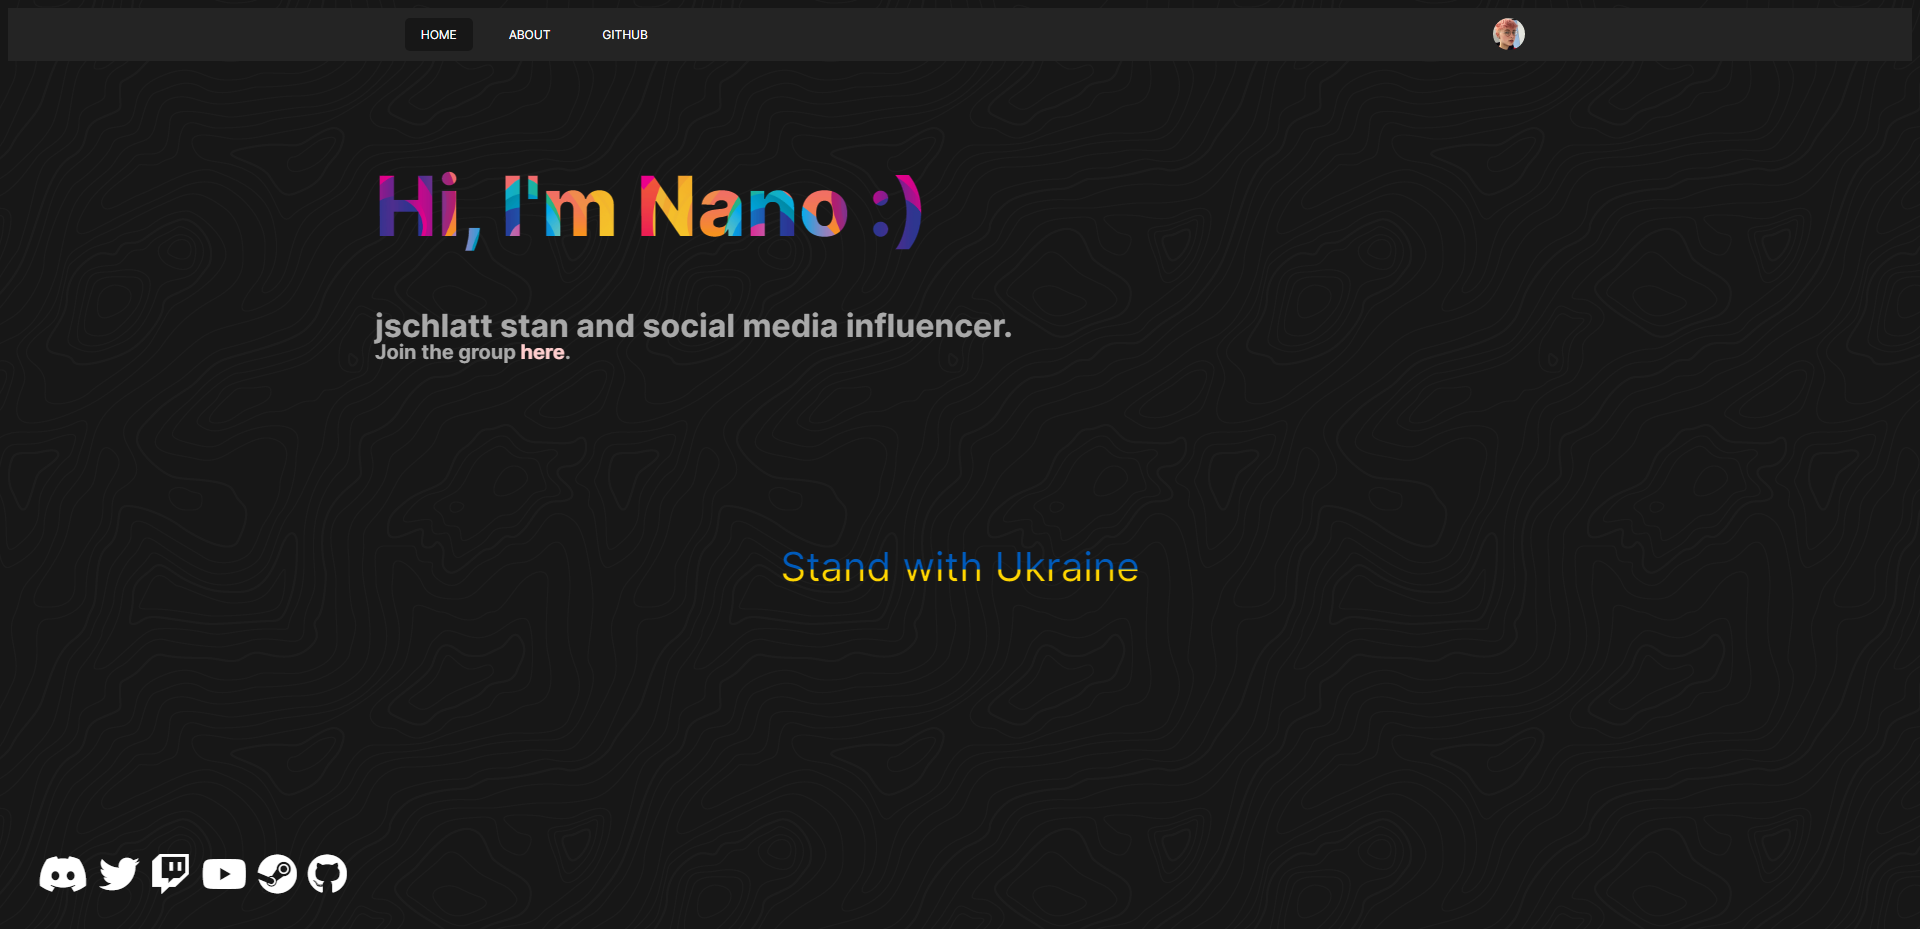 HOME ABOUT GITHUB
Hi, I'm Nano :)
jschlatt stan and social media influencer.
Join the group here.
Stand with Ukraine